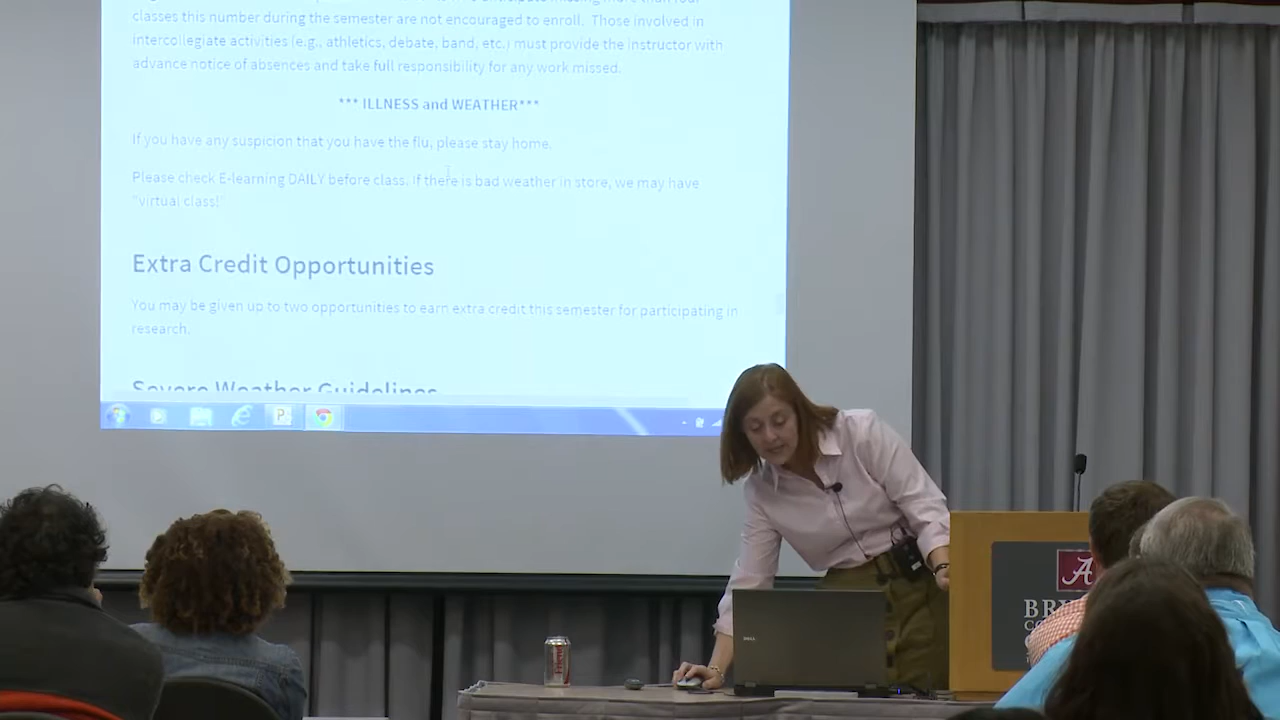 classes this number during the semester are not encouraged to enroll. Those involved in
intercollegiate activities (e.g., athletics, debate, band, etc.) must provide the instructor with
advance notice of absences and take full responsibility for any work missed.
*** ILLNESS and WEATHER***
If you have any suspicion that you have the flu, please stay home.
Please check E-learning DAILY before class. If there is bad weather in store, we may have
"virtual class!"
Extra Credit Opportunities
You may be given up to two opportunities to earn extra credit this semester for participating in
research.
Severe Weather Guidelines
A
DELL